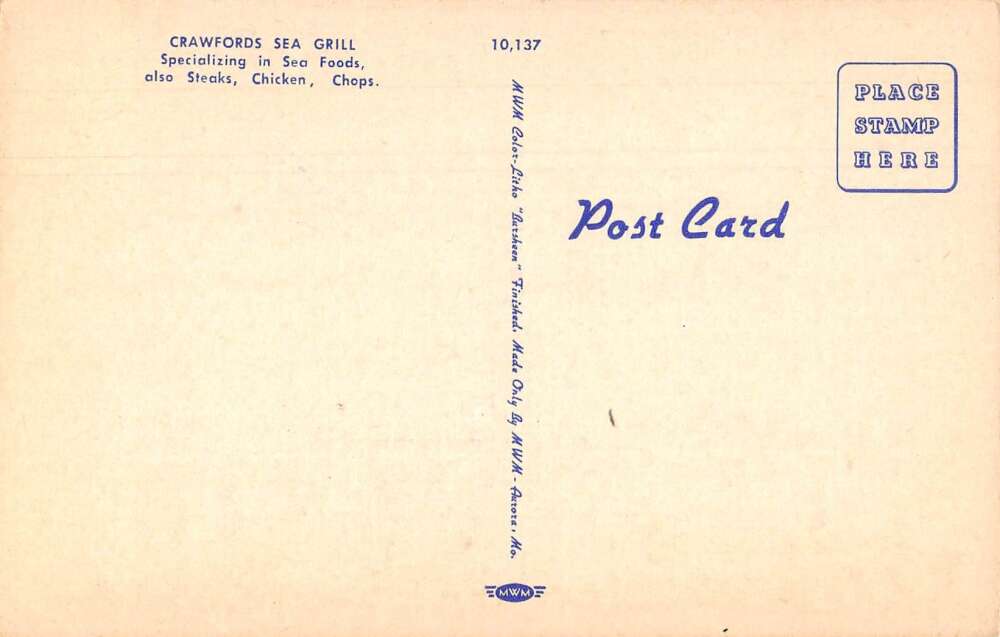 CRAWFORDS SEA GRILL
Specializing in Sea Foods,
also Steaks, Chicken, Chops.
10,137
MWM Color-Litho "Aursheen" Finished. Made Only By MWM - Aurora, Mo.
MWM
Post Card
PLACE
STAMP
HERE